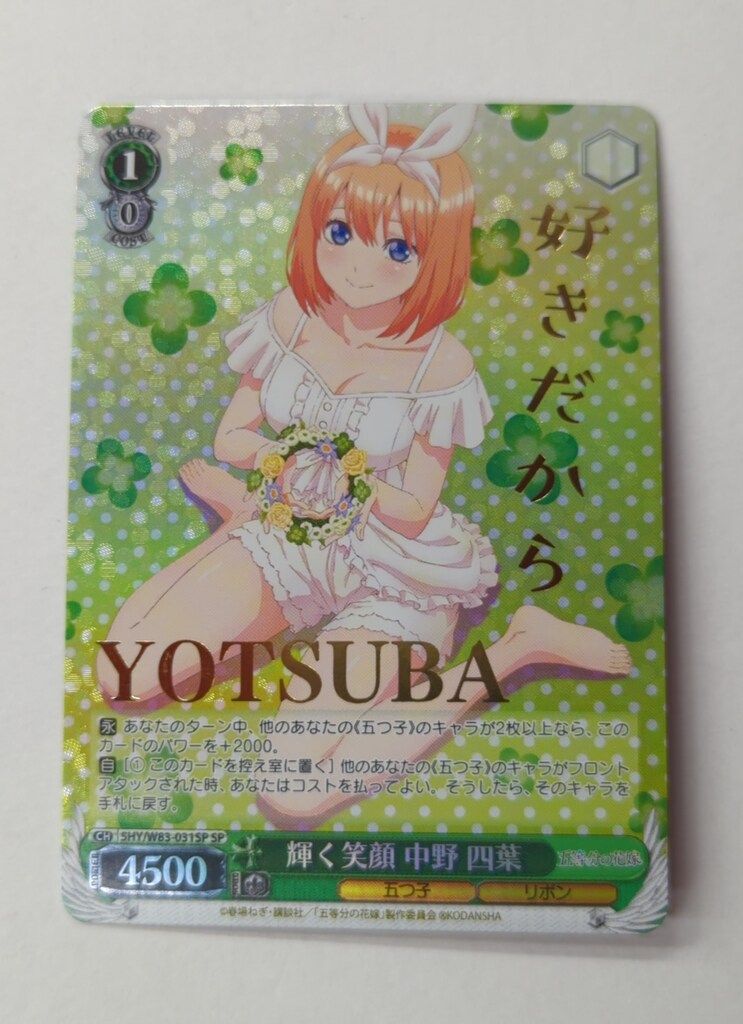 LEVEL
1
0
COST
好きだから
YOTSUBA
永 あなたのターン中、他のあなたの《五つ子》のキャラが2枚以上なら、この
カードのパワーを+2000。
自 [① このカードを控え室に置く] 他のあなたの《五つ子》のキャラがフロント
アタックされた時、あなたはコストを払ってよい。そうしたら、そのキャラを
手札に戻す。
CH 5HY/W83-031SP SP
4500
輝く笑顔 中野 四葉
五等分の花嫁
五つ子 リボン
©春場ねぎ・講談社/「五等分の花嫁」製作委員会 ®KODANSHA